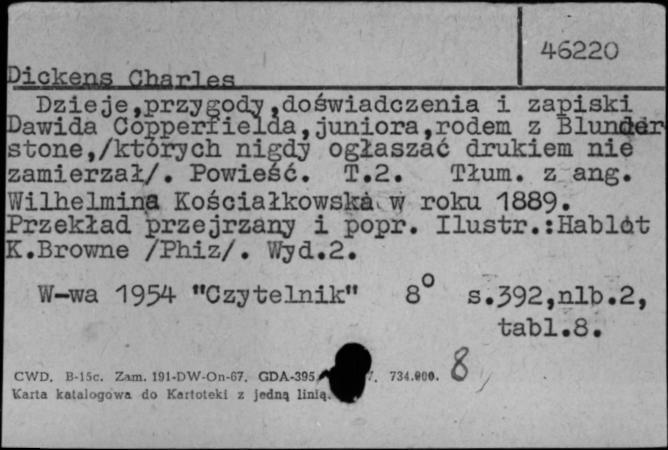 46220
Dickens Charles
Dzieje,przygody,doświadczenia i zapiski
Dawida Copperfielda,juniora,rodem z Blunder
stone,/których nigdy ogłaszać drukiem nie
zamierzał/. Powieść. T.2. Tłum. z ang.
Wilhelmina Kościałkowska w roku 1889.
Przekład przejrzany i popr. Ilustr.:Hablot
K.Browne /Phiz/. Wyd.2.
W-wa 1954 "Czytelnik" 8° s.392,nlb.2,
tabl.8.
8
CWD. B-15c. Zam. 191-DW-On-67. GDA-395 7. 734.000.
Karta katalogowa do Kartoteki z jedną linią.